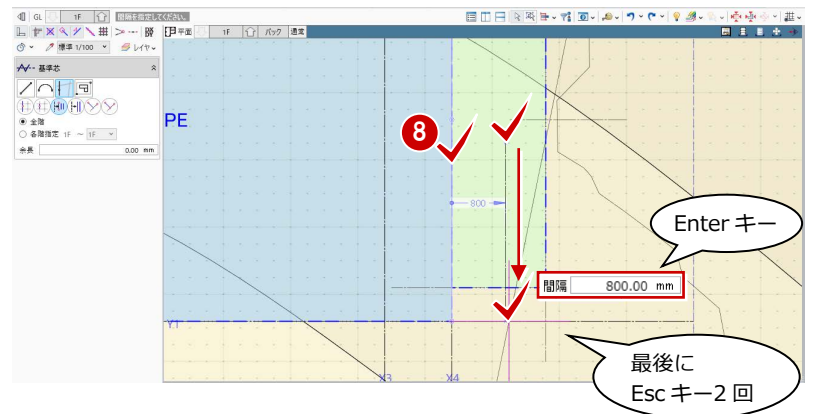 GL 1F 間隔を指定してください。
標準 1/100 レイヤ
平面 1F バック 通常
基準芯
全階
各階指定 1F ～ 1F
余長 0.00 mm
PE
8
800
Enter キー
間隔 800.00 mm
Y1
最後に
Esc キー2 回
X3 X4